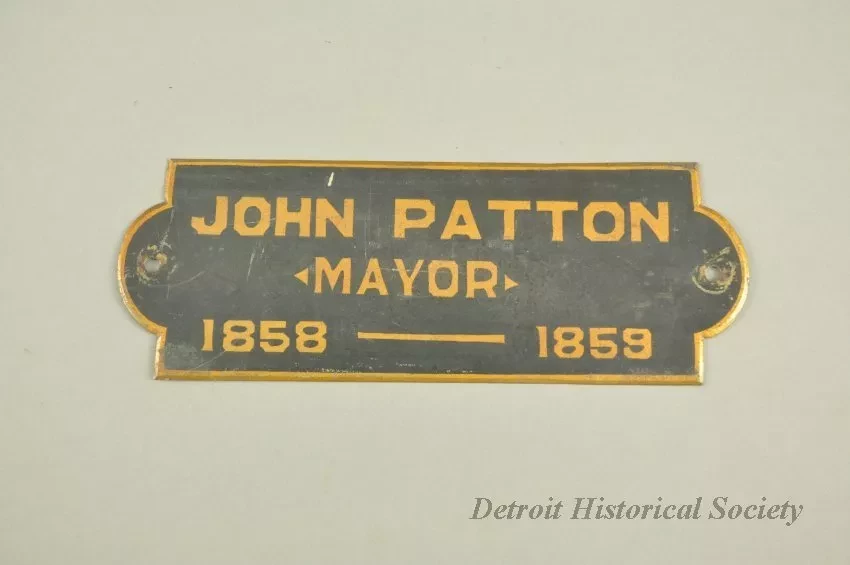 JOHN PATTON
MAYOR
1858 — 1859
Detroit Historical Society